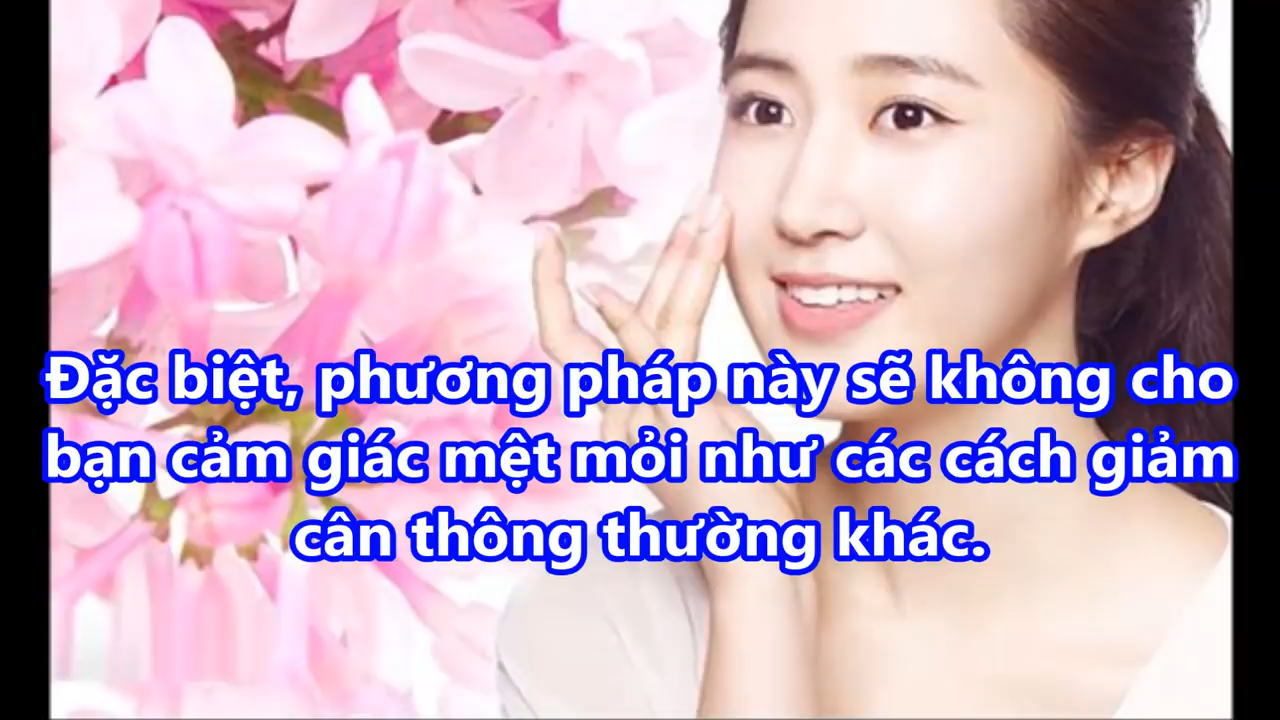 Đặc biệt, phương pháp này sẽ không cho
bạn cảm giác mệt mỏi như các cách giảm
cân thông thường khác.